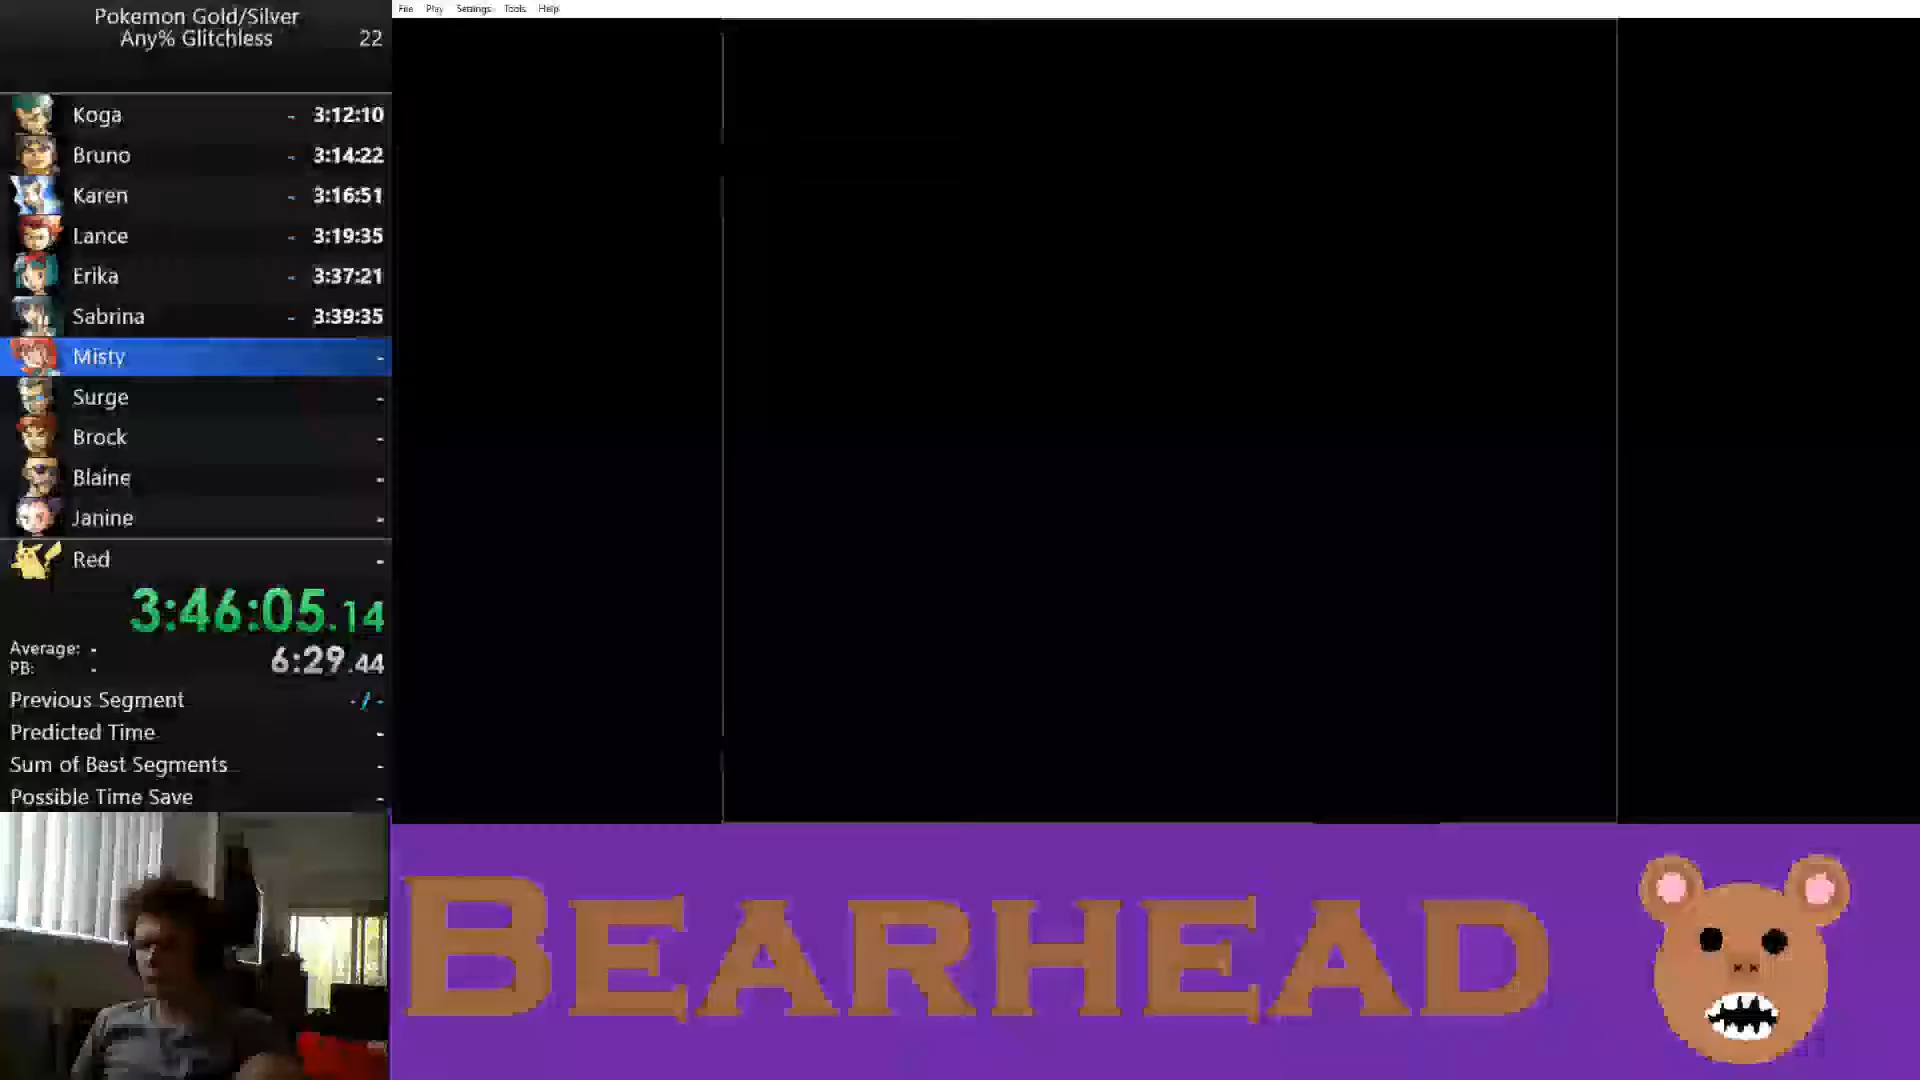 File Play Settings Tools Help
Pokemon Gold/Silver
Any% Glitchless 22
Koga - 3:12:10
Bruno - 3:14:22
Karen - 3:16:51
Lance - 3:19:35
Erika - 3:37:21
Sabrina - 3:39:35
Misty -
Surge -
Brock -
Blaine -
Janine -
Red -
3:46:05.14
Average: -
PB: - 6:29.44
Previous Segment - / -
Predicted Time -
Sum of Best Segments -
Possible Time Save -
BEARHEAD